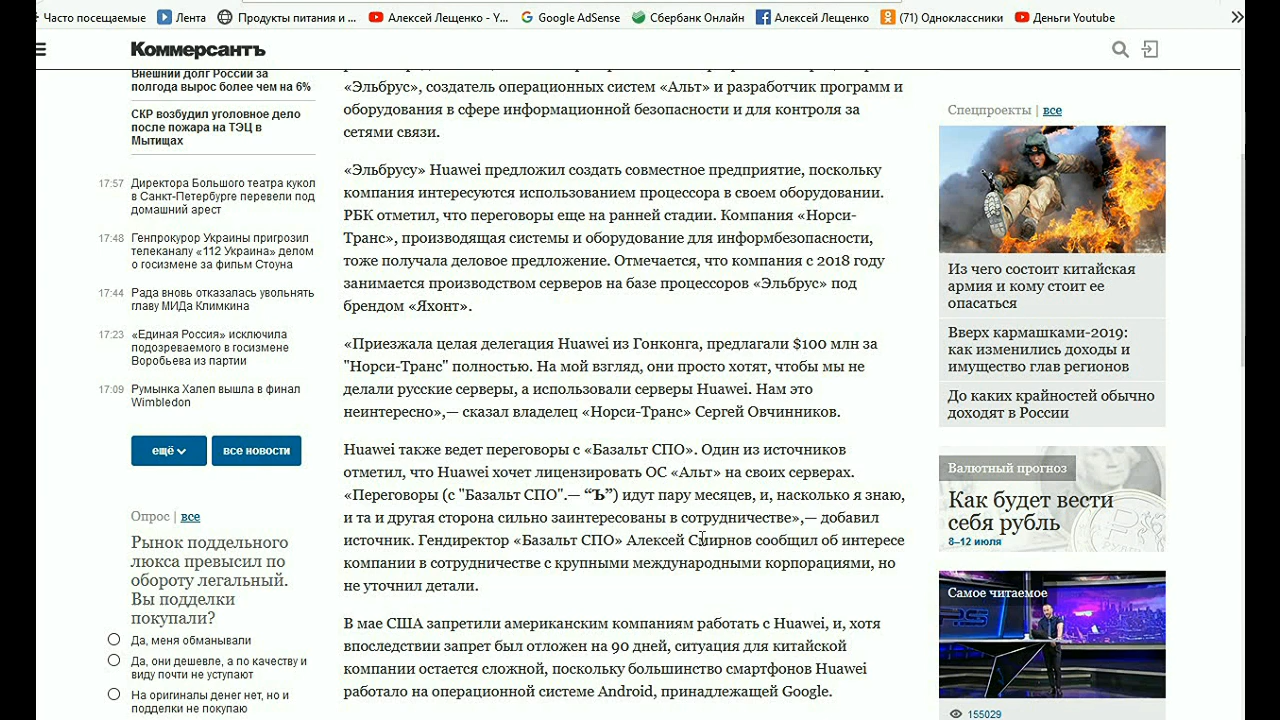 Часто посещаемые
Лента
Продукты питания и ...
Алексей Лещенко - Y...
Google AdSense
Сбербанк Онлайн
Алексей Лещенко
(71) Одноклассники
Деньги Youtube
Коммерсантъ
Внешний долг России за
полгода вырос более чем на 6%
СКР возбудил уголовное дело
после пожара на ТЭЦ в
Мытищах
17:57 Директора Большого театра кукол
в Санкт-Петербурге перевели под
домашний арест
17:48 Генпрокурор Украины пригрозил
телеканалу «112 Украина» делом
о госизмене за фильм Стоуна
17:44 Рада вновь отказалась увольнять
главу МИДа Климкина
17:23 «Единая Россия» исключила
подозреваемого в госизмене
Воробьева из партии
17:09 Румынка Халеп вышла в финал
Wimbledon
ещё
все новости
Опрос | все
Рынок поддельного
люкса превысил по
обороту легальный.
Вы подделки
покупали?
Да, меня обманывали
Да, они дешевле, а по качеству и
виду почти не уступают
На оригиналы денег нет, но и
подделки не покупаю
«Эльбрус», создатель операционных систем «Альт» и разработчик программ и
оборудования в сфере информационной безопасности и для контроля за
сетями связи.
«Эльбрусу» Huawei предложил создать совместное предприятие, поскольку
компания интересуются использованием процессора в своем оборудовании.
РБК отметил, что переговоры еще на ранней стадии. Компания «Норси-
Транс», производящая системы и оборудование для информбезопасности,
тоже получала деловое предложение. Отмечается, что компания с 2018 году
занимается производством серверов на базе процессоров «Эльбрус» под
брендом «Яхонт».
«Приезжала целая делегация Huawei из Гонконга, предлагали $100 млн за
"Норси-Транс" полностью. На мой взгляд, они просто хотят, чтобы мы не
делали русские серверы, а использовали серверы Huawei. Нам это
неинтересно»,— сказал владелец «Норси-Транс» Сергей Овчинников.
Huawei также ведет переговоры с «Базальт СПО». Один из источников
отметил, что Huawei хочет лицензировать ОС «Альт» на своих серверах.
«Переговоры (с "Базальт СПО".— “Ъ”) идут пару месяцев, и, насколько я знаю,
и та и другая сторона сильно заинтересованы в сотрудничестве»,— добавил
источник. Гендиректор «Базальт СПО» Алексей Смирнов сообщил об интересе
компании в сотрудничестве с крупными международными корпорациями, но
не уточнил детали.
В мае США запретили американским компаниям работать с Huawei, и, хотя
впоследствии запрет был отложен на 90 дней, ситуация для китайской
компании остается сложной, поскольку большинство смартфонов Huawei
работало на операционной системе Android, принадлежащей Google.
Спецпроекты | все
Из чего состоит китайская
армия и кому стоит ее
опасаться
Вверх кармашками-2019:
как изменились доходы и
имущество глав регионов
До каких крайностей обычно
доходят в России
Валютный прогноз
Как будет вести
себя рубль
8–12 июля
Самое читаемое
155029